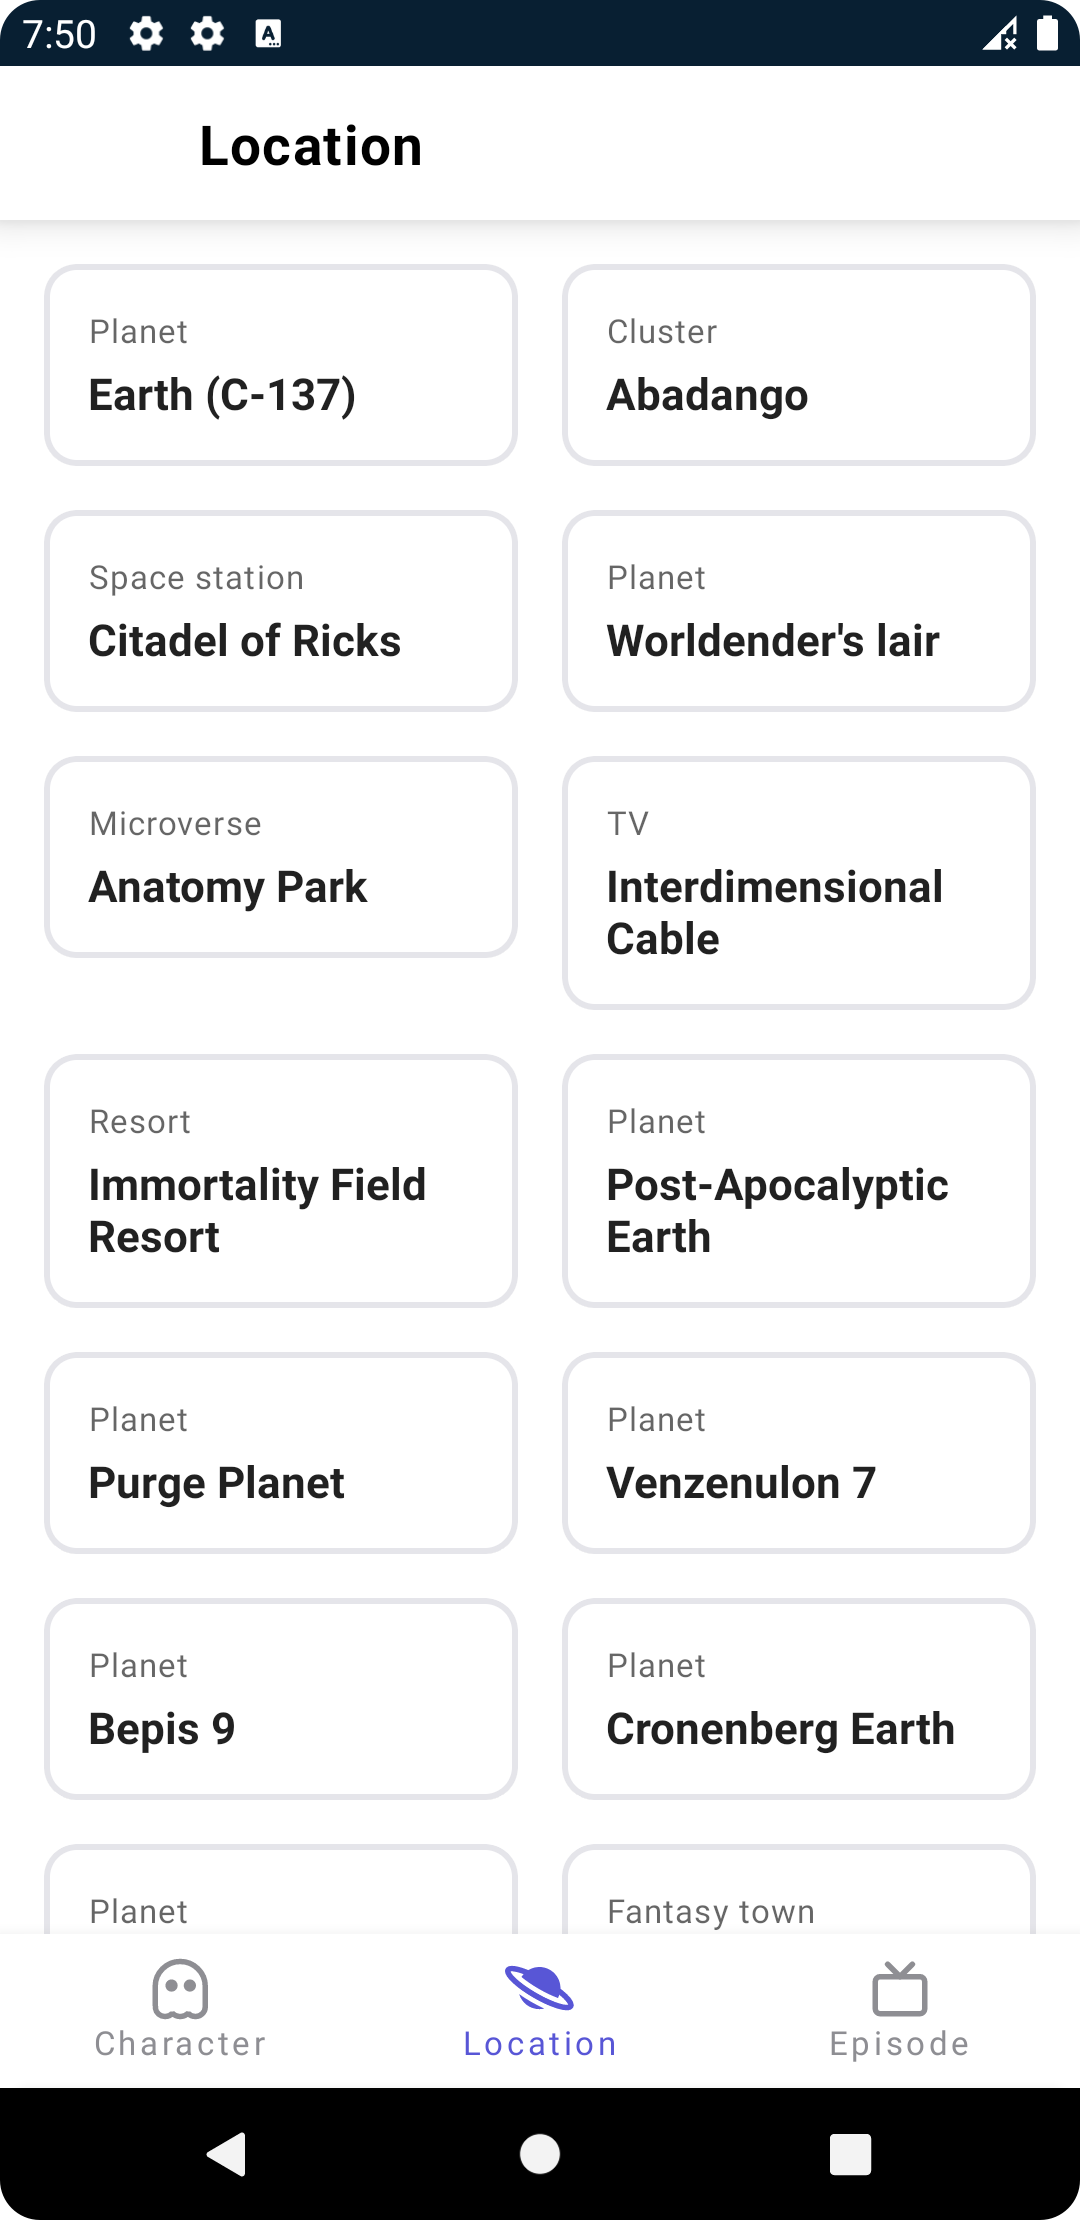 7:50
Location
Planet
Earth (C-137)
Cluster
Abadango
Space station
Citadel of Ricks
Planet
Worldender's lair
Microverse
Anatomy Park
TV
Interdimensional
Cable
Resort
Immortality Field
Resort
Planet
Post-Apocalyptic
Earth
Planet
Purge Planet
Planet
Venzenulon 7
Planet
Bepis 9
Planet
Cronenberg Earth
Planet
Fantasy town
Character
Location
Episode